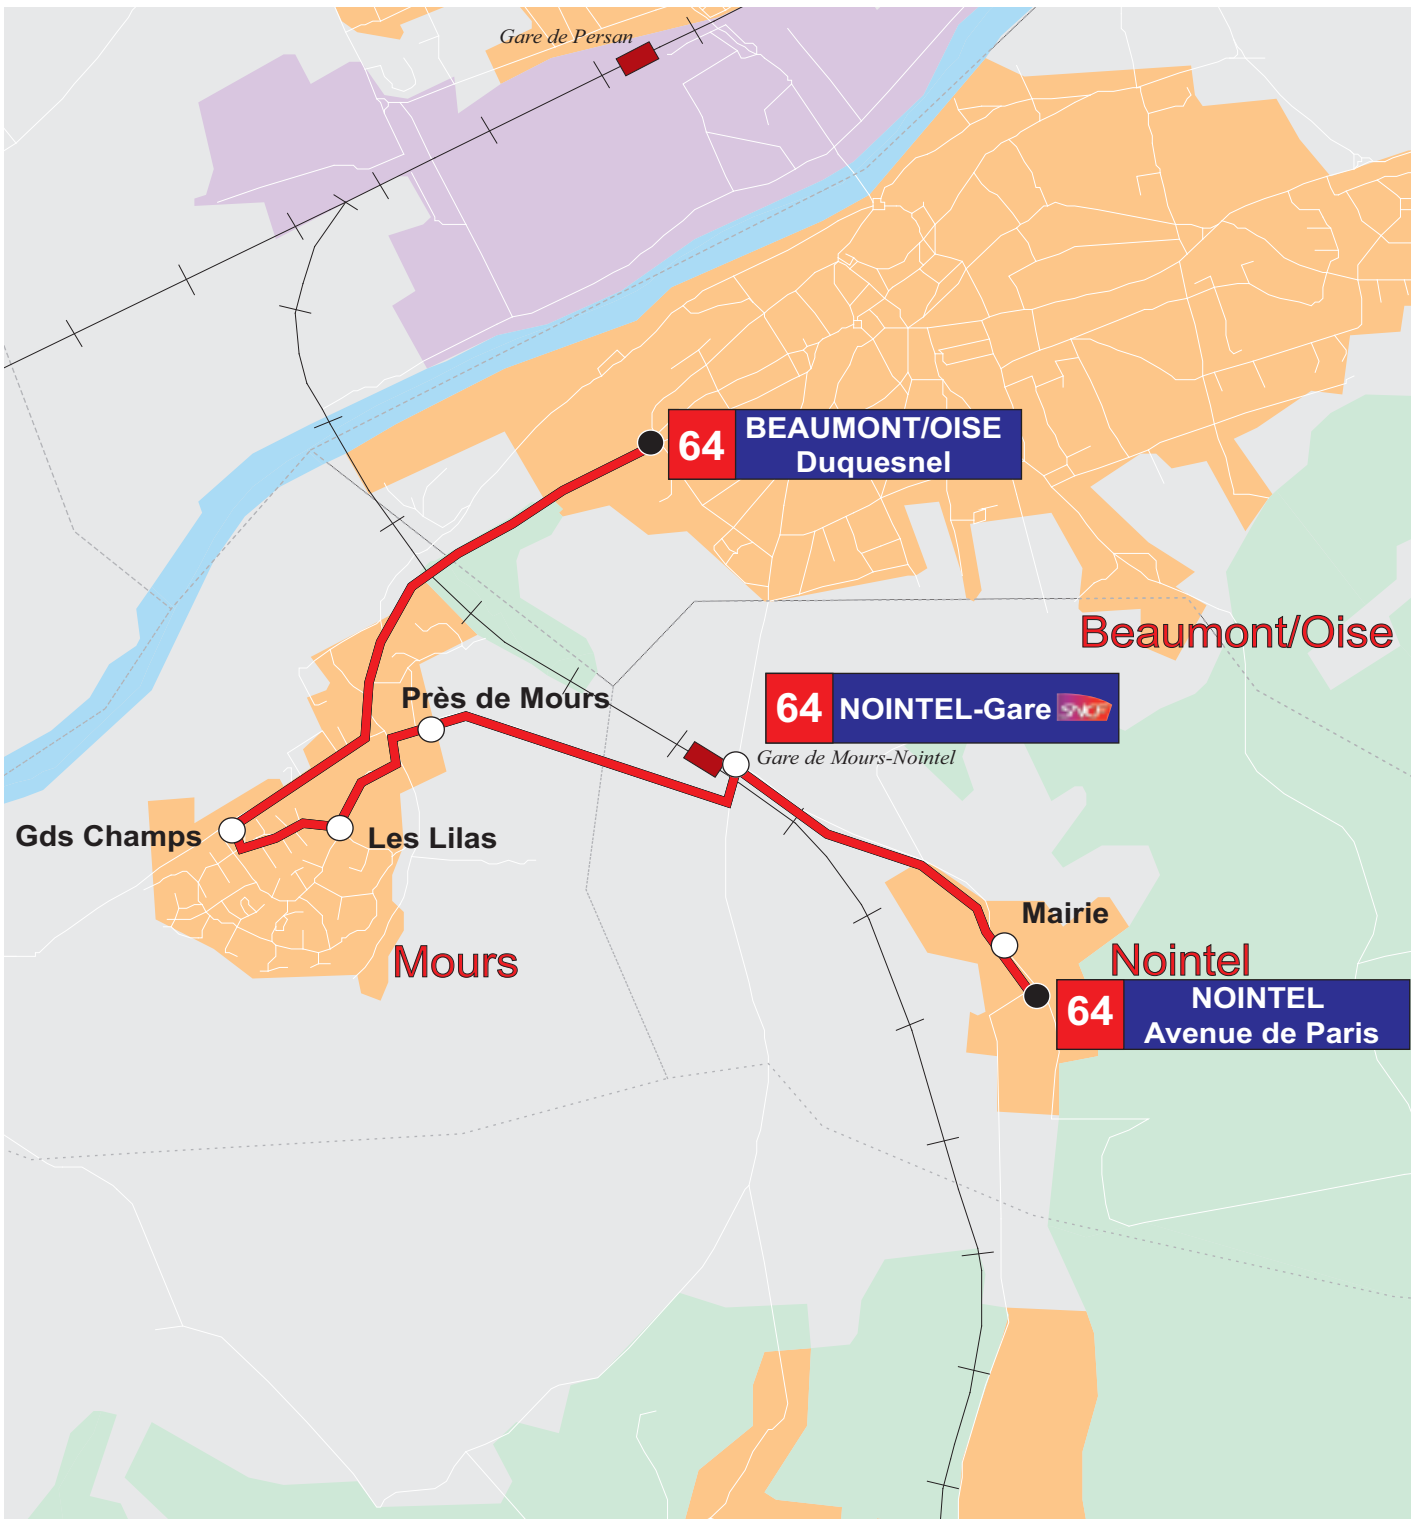 Gare de Persan
64
BEAUMONT/OISE
Duquesnel
Beaumont/Oise
Près de Mours
64
NOINTEL-Gare SNCF
Gare de Mours-Nointel
Gds Champs
Les Lilas
Mairie
Mours
Nointel
64
NOINTEL
Avenue de Paris